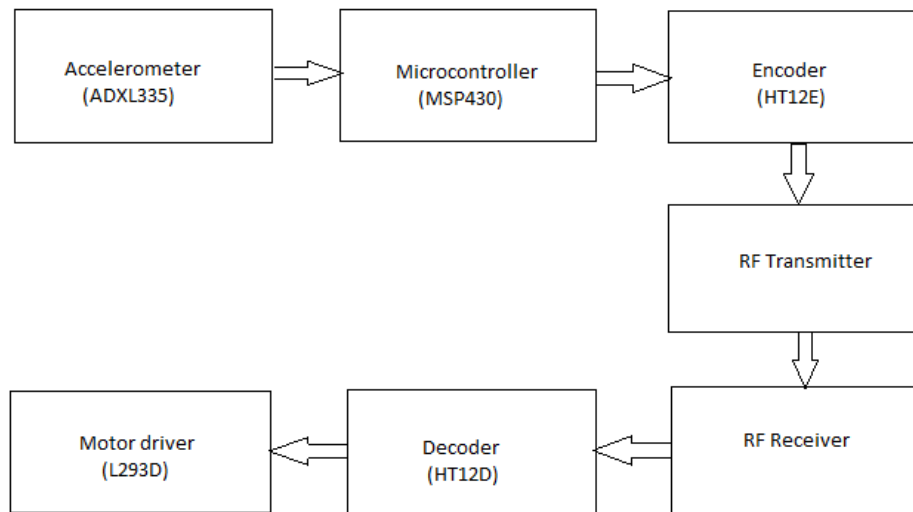 Accelerometer
(ADXL335)
Microcontroller
(MSP430)
Encoder
(HT12E)
RF Transmitter
RF Receiver
Decoder
(HT12D)
Motor driver
(L293D)